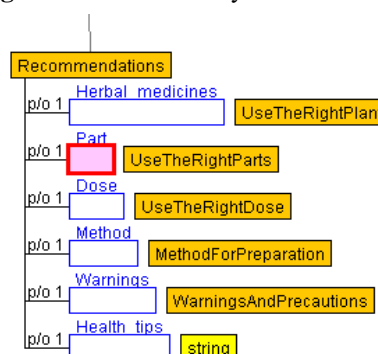 Recommendations
Herbal medicines
p/o 1
UseTheRightPlan
Part
p/o 1
UseTheRightParts
Dose
p/o 1
UseTheRightDose
Method
p/o 1
MethodForPreparation
Warnings
p/o 1
WarningsAndPrecautions
Health tips
p/o 1
string